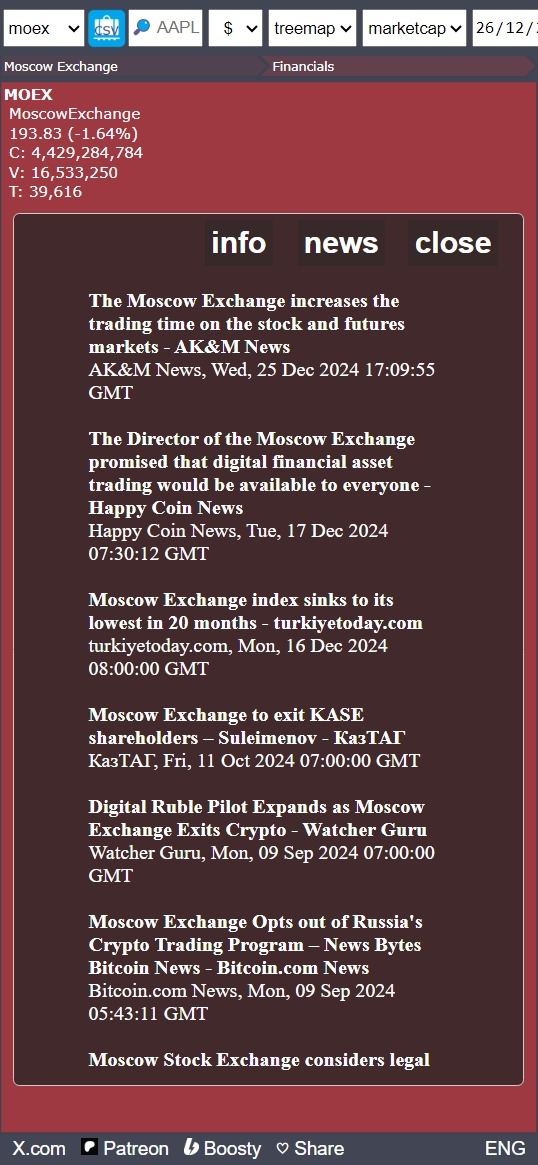 moex CSV AAPL $ treemap marketcap 26/12/
Moscow Exchange Financials
MOEX
MoscowExchange
193.83 (-1.64%)
C: 4,429,284,784
V: 16,533,250
T: 39,616
info news close
The Moscow Exchange increases the
trading time on the stock and futures
markets - AK&M News
AK&M News, Wed, 25 Dec 2024 17:09:55
GMT
The Director of the Moscow Exchange
promised that digital financial asset
trading would be available to everyone -
Happy Coin News
Happy Coin News, Tue, 17 Dec 2024
07:30:12 GMT
Moscow Exchange index sinks to its
lowest in 20 months - turkiyetoday.com
turkiyetoday.com, Mon, 16 Dec 2024
08:00:00 GMT
Moscow Exchange to exit KASE
shareholders – Suleimenov - КазТАГ
КазТАГ, Fri, 11 Oct 2024 07:00:00 GMT
Digital Ruble Pilot Expands as Moscow
Exchange Exits Crypto - Watcher Guru
Watcher Guru, Mon, 09 Sep 2024 07:00:00
GMT
Moscow Exchange Opts out of Russia's
Crypto Trading Program – News Bytes
Bitcoin News - Bitcoin.com News
Bitcoin.com News, Mon, 09 Sep 2024
05:43:11 GMT
Moscow Stock Exchange considers legal
X.com Patreon Boosty Share ENG